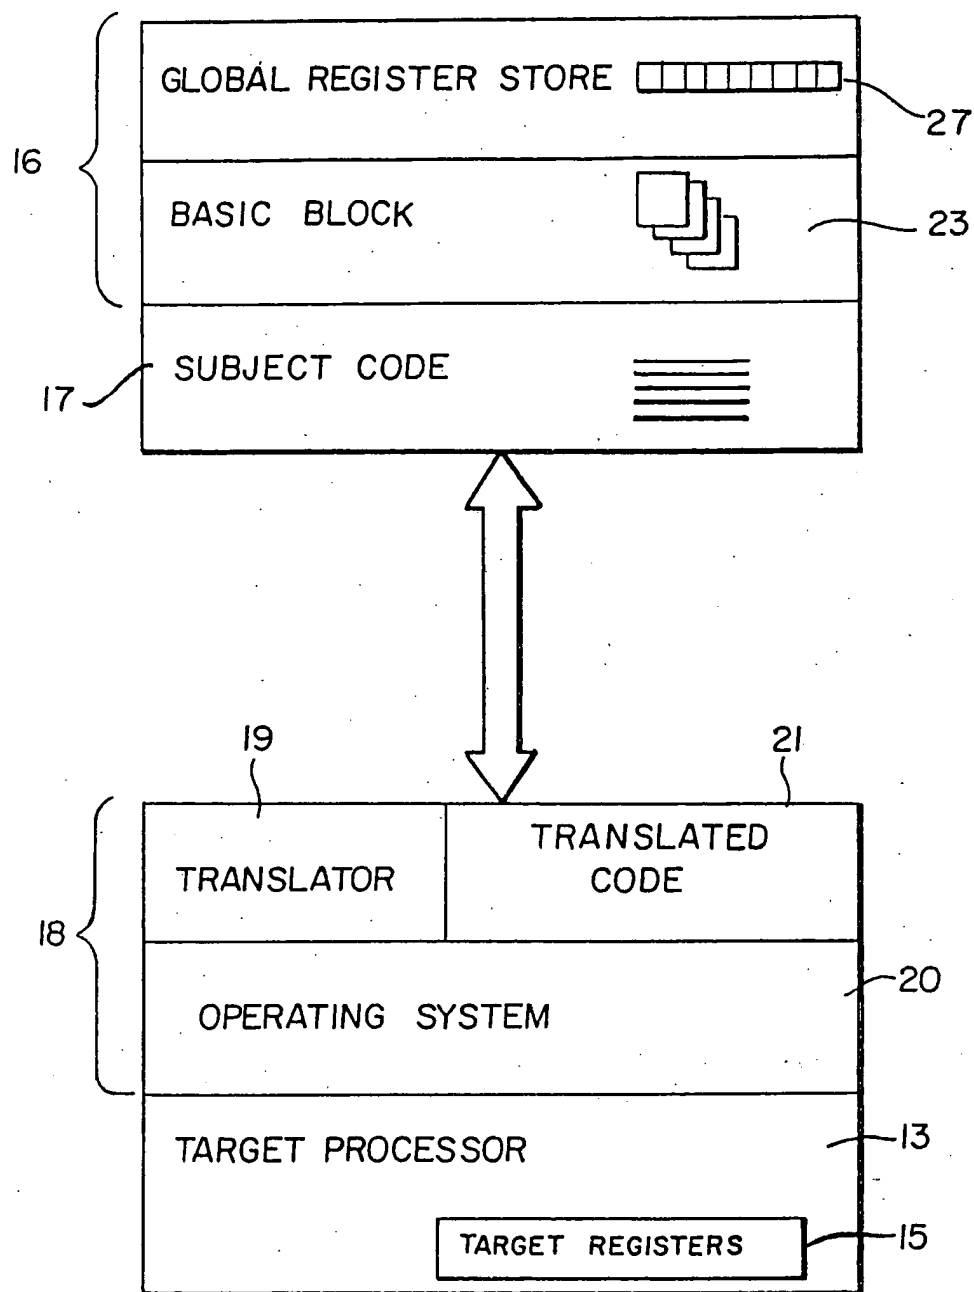 GLOBAL REGISTER STORE
27
16
BASIC BLOCK
23
SUBJECT CODE
17
19
21
TRANSLATOR
TRANSLATED
CODE
18
OPERATING SYSTEM
20
TARGET PROCESSOR
13
TARGET REGISTERS
15